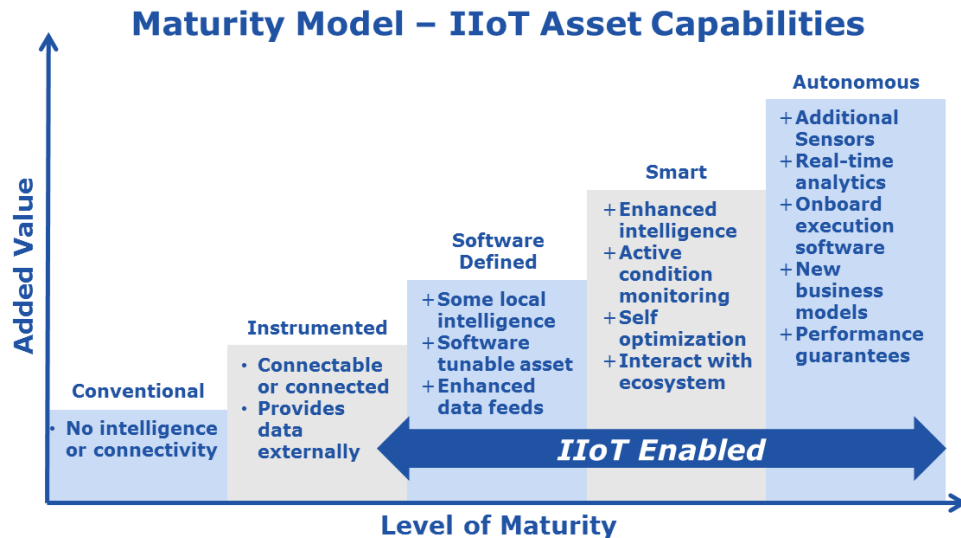 Maturity Model – IIoT Asset Capabilities
Added Value
Conventional
• No intelligence
or connectivity
Instrumented
• Connectable
or connected
• Provides
data
externally
Software
Defined
+Some local
intelligence
+Software
tunable asset
+Enhanced
data feeds
Smart
+Enhanced
intelligence
+Active
condition
monitoring
+Self
optimization
+Interact with
ecosystem
Autonomous
+Additional
Sensors
+Real-time
analytics
+Onboard
execution
software
+New
business
models
+Performance
guarantees
IIoT Enabled
Level of Maturity